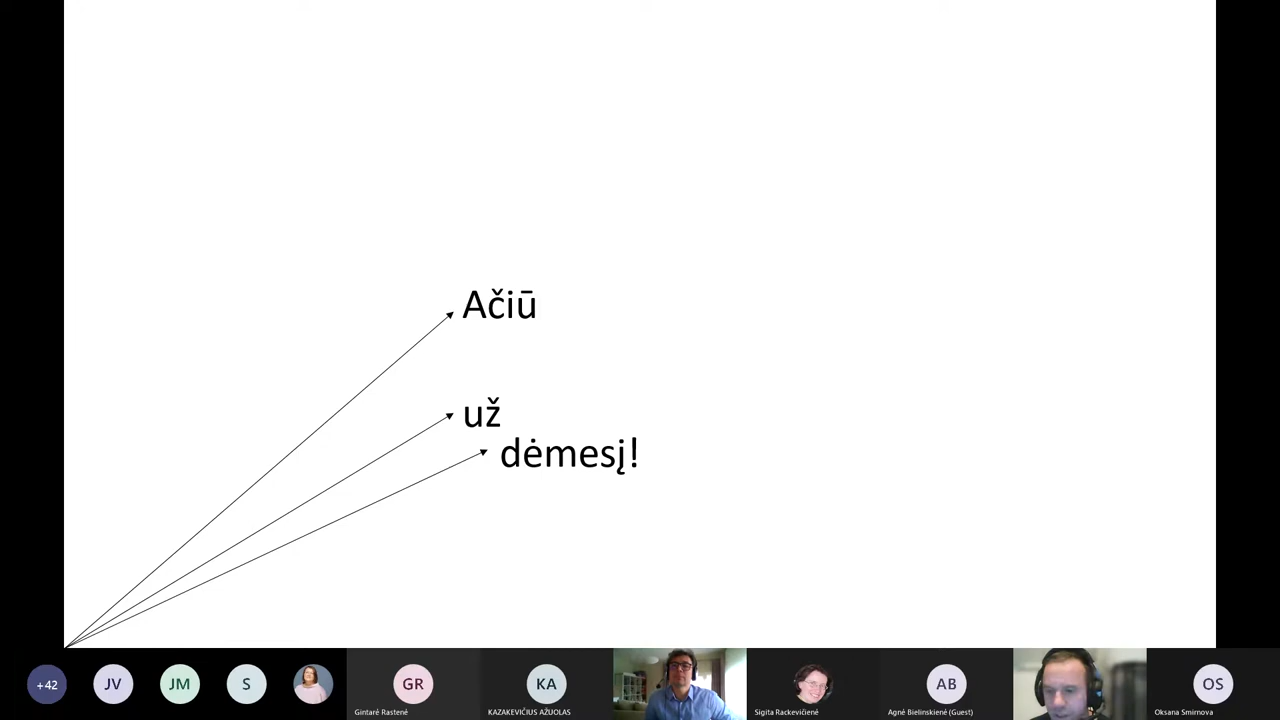 Ačiū
už
dėmesį!
+42
JV
JM
S
GR
Gintarė Rastenė
KA
KAZAKEVIČIUS AŽUOLAS
Sigita Rackevičienė
AB
Agnė Bielinskienė (Guest)
OS
Oksana Smirnova